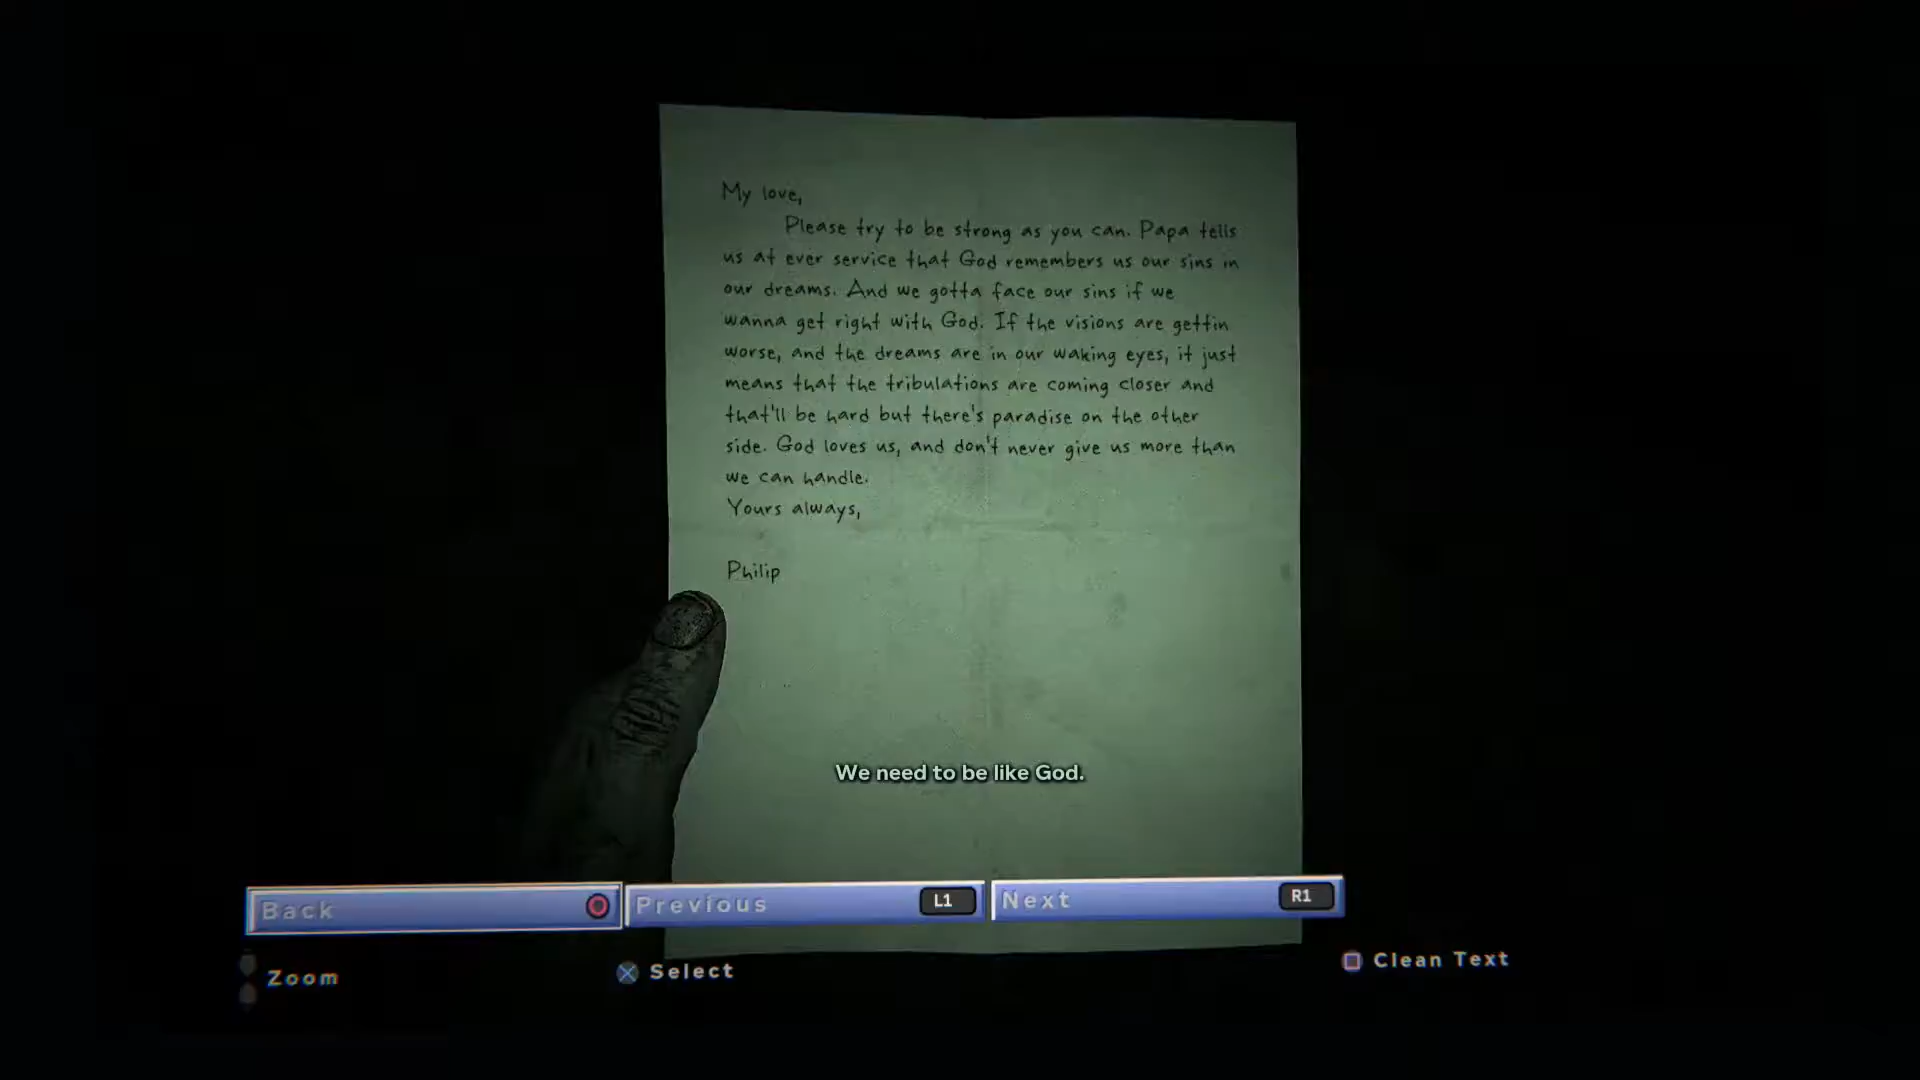 My love,
Please try to be strong as you can. Papa tells
us at ever service that God remembers us our sins in
our dreams. And we gotta face our sins if we
wanna get right with God. If the visions are gettin
worse, and the dreams are in our waking eyes, it just
means that the tribulations are coming closer and
that'll be hard but there's paradise on the other
side. God loves us, and don't never give us more than
we can handle.
Yours always,
Philip
We need to be like God.
Back
Previous L1
Next R1
Zoom
Select
Clean Text